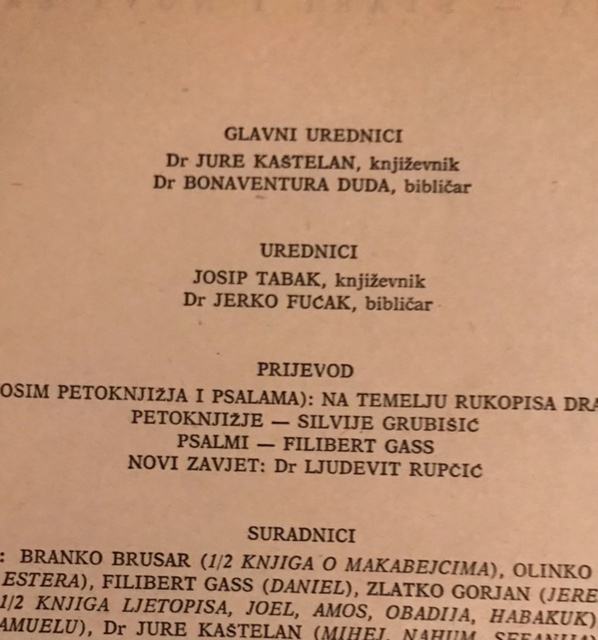 GLAVNI UREDNICI
Dr JURE KAŠTELAN, književnik
Dr BONAVENTURA DUDA, bibličar
UREDNICI
JOSIP TABAK, književnik
Dr JERKO FUĆAK, bibličar
PRIJEVOD
OSIM PETOKNJIŽJA I PSALAMA): NA TEMELJU RUKOPISA DRA
PETOKNJIŽJE — SILVIJE GRUBIŠIĆ
PSALMI — FILIBERT GASS
NOVI ZAVJET: Dr LJUDEVIT RUPČIĆ
SURADNICI
: BRANKO BRUSAR (1/2 KNJIGA O MAKABEJCIMA), OLINKO
ESTERA), FILIBERT GASS (DANIEL), ZLATKO GORJAN (JERE
1/2 KNJIGA LJETOPISA, JOEL, AMOS, OBADIJA, HABAKUK)
AMUELU), Dr JURE KAŠTELAN (MIHEJ, NAHUM, SEFANIJA